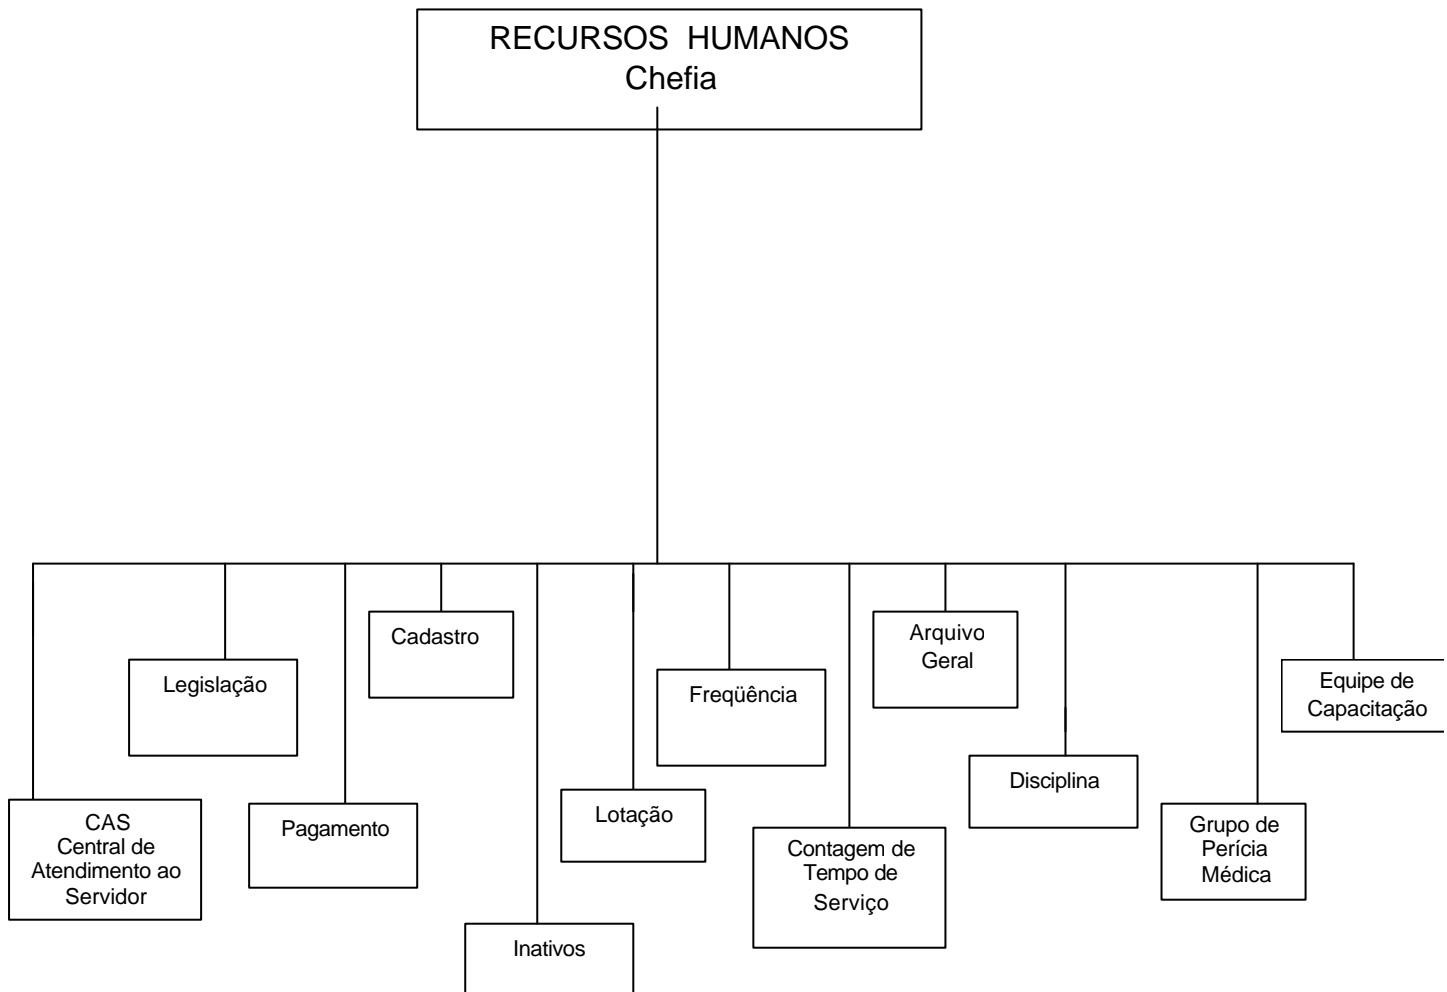 RECURSOS HUMANOS
Chefia
CAS
Central de
Atendimento ao
Servidor
Legislação
Pagamento
Cadastro
Inativos
Lotação
Freqüência
Contagem de
Tempo de
Serviço
Arquivo
Geral
Disciplina
Grupo de
Perícia
Médica
Equipe de
Capacitação